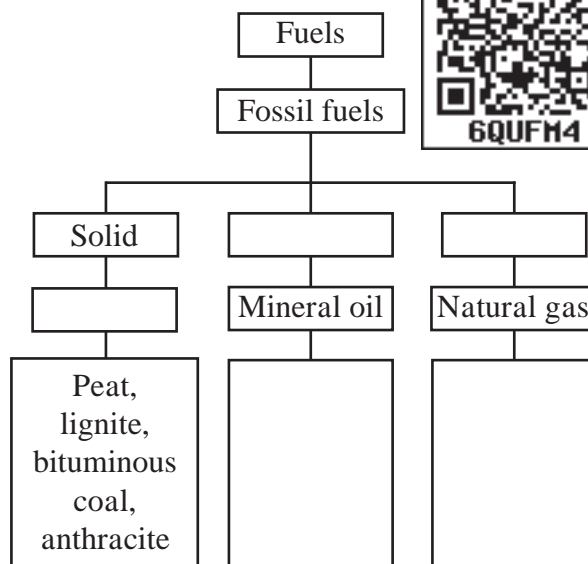 Fuels
6QUFM4
Fossil fuels
Solid
Mineral oil
Natural gas
Peat,
lignite,
bituminous
coal,
anthracite